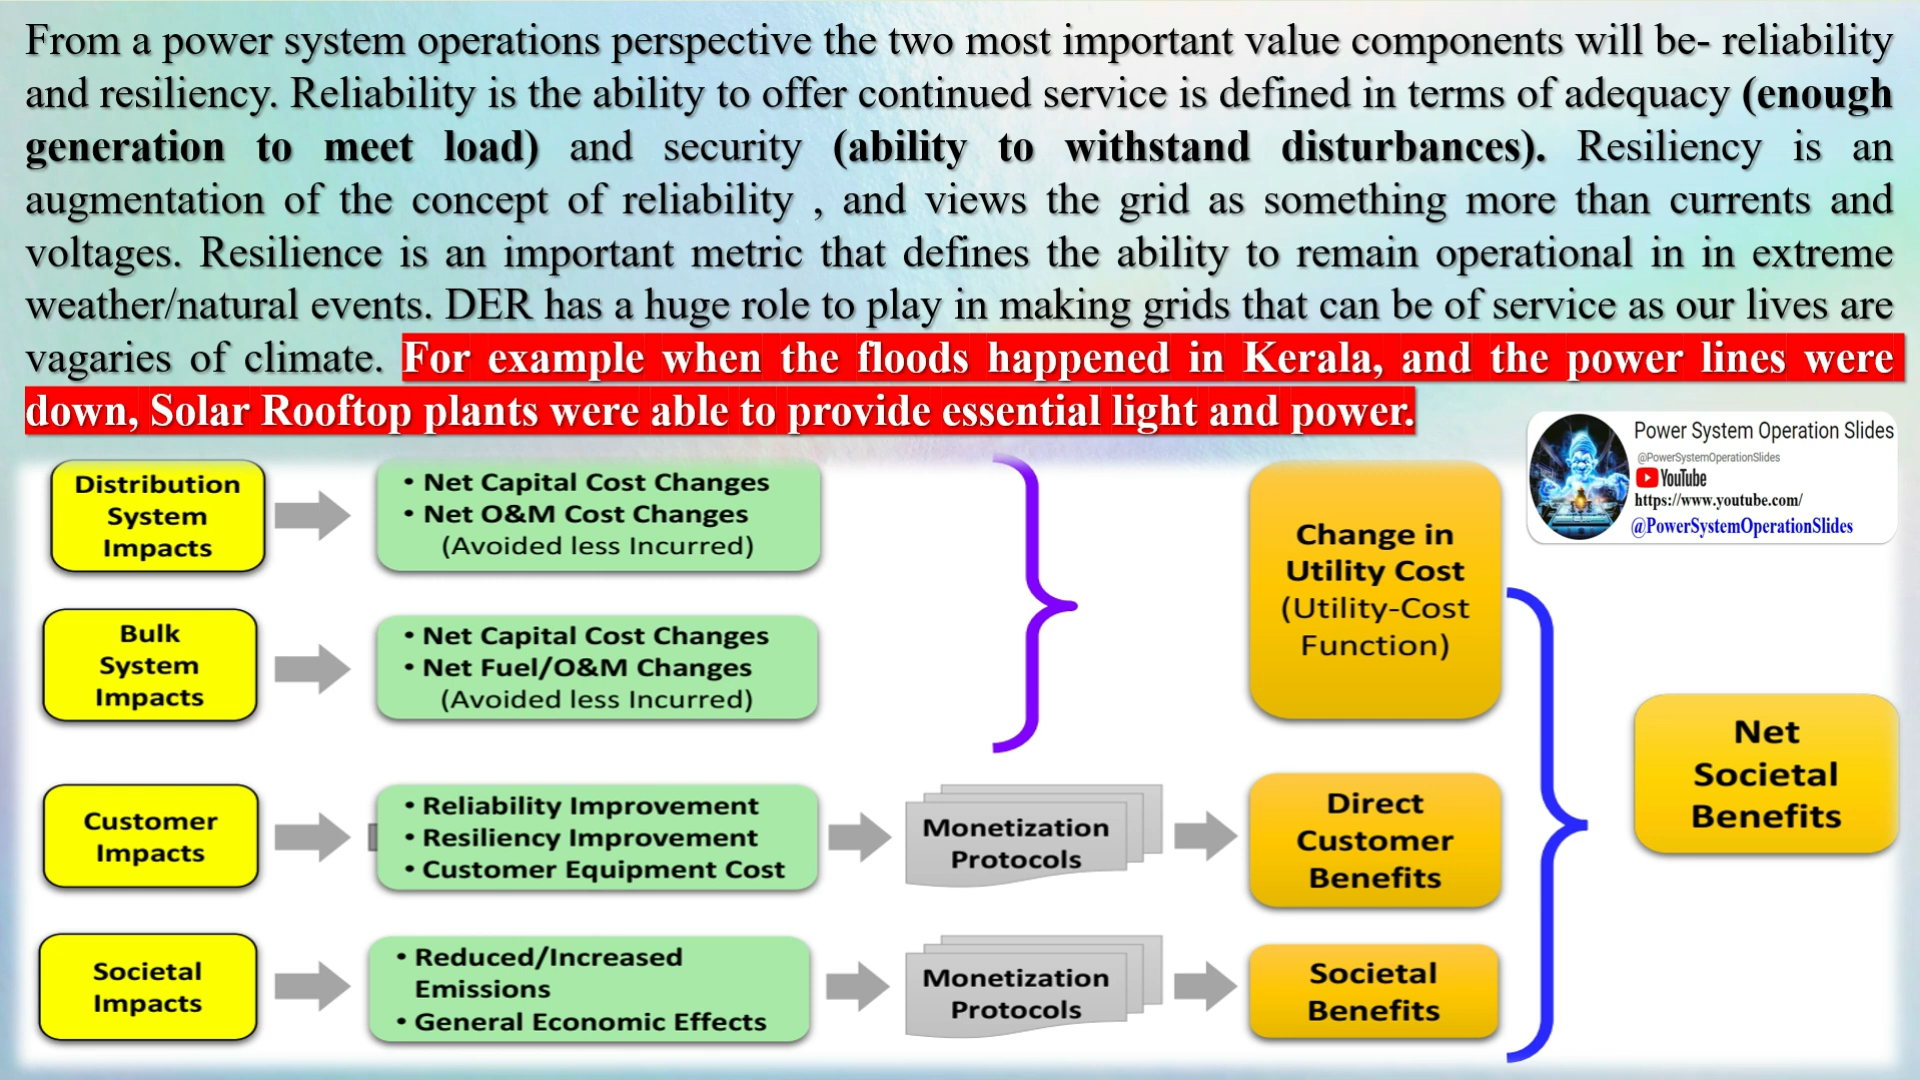 From a power system operations perspective the two most important value components will be- reliability
and resiliency. Reliability is the ability to offer continued service is defined in terms of adequacy (enough
generation to meet load) and security (ability to withstand disturbances). Resiliency is an
augmentation of the concept of reliability , and views the grid as something more than currents and
voltages. Resilience is an important metric that defines the ability to remain operational in in extreme
weather/natural events. DER has a huge role to play in making grids that can be of service as our lives are
vagaries of climate. For example when the floods happened in Kerala, and the power lines were
down, Solar Rooftop plants were able to provide essential light and power.
Power System Operation Slides
@PowerSystemOperationSlides
YouTube
https://www.youtube.com/
@PowerSystemOperationSlides
Distribution
System
Impacts
• Net Capital Cost Changes
• Net O&M Cost Changes
(Avoided less Incurred)
Change in
Utility Cost
(Utility-Cost
Function)
Bulk
System
Impacts
• Net Capital Cost Changes
• Net Fuel/O&M Changes
(Avoided less Incurred)
Net
Societal
Benefits
Customer
Impacts
• Reliability Improvement
• Resiliency Improvement
• Customer Equipment Cost
Monetization
Protocols
Direct
Customer
Benefits
Societal
Impacts
• Reduced/Increased
Emissions
• General Economic Effects
Monetization
Protocols
Societal
Benefits